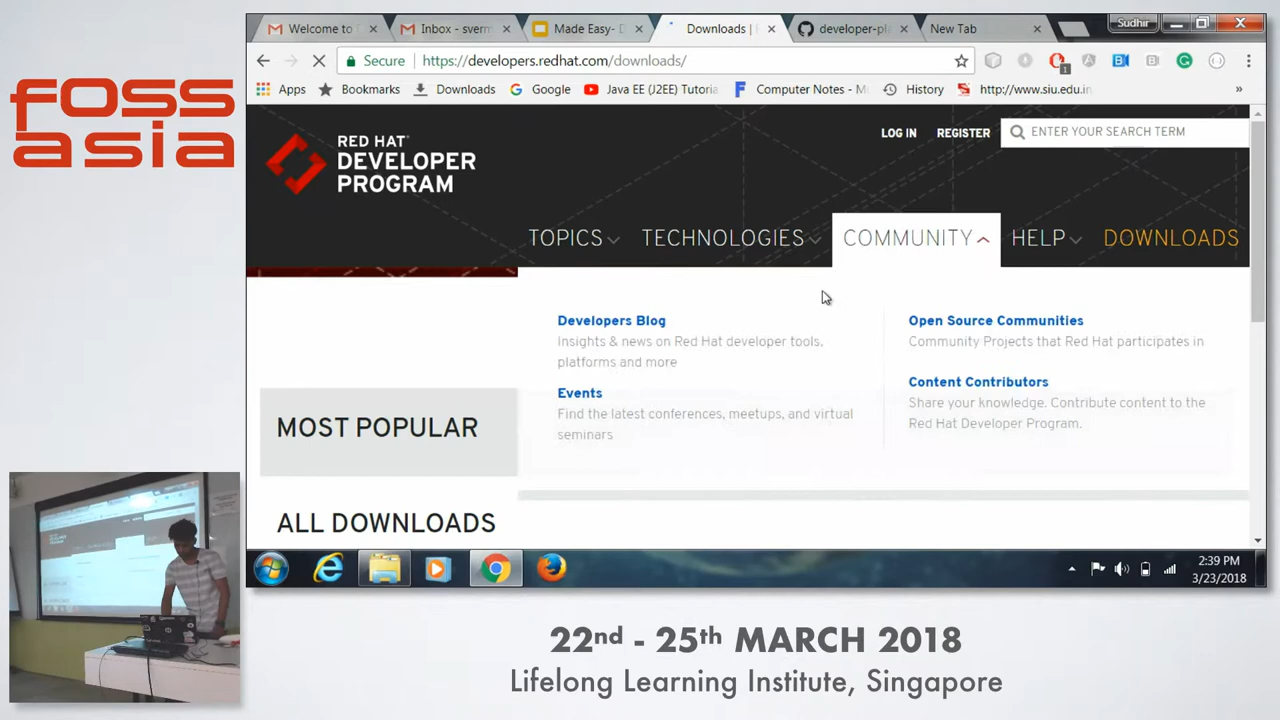 foss
asia
Welcome to
Inbox - sverm
Made Easy- D
Downloads |
developer-pl
New Tab
Sudhir
Secure
https://developers.redhat.com/downloads/
1
Apps
Bookmarks
Downloads
Google
Java EE (J2EE) Tutoria
Computer Notes - M
History
http://www.siu.edu.in
»
RED HAT
DEVELOPER
PROGRAM
LOG IN
REGISTER
ENTER YOUR SEARCH TERM
TOPICS
TECHNOLOGIES
COMMUNITY
HELP
DOWNLOADS
Developers Blog
Insights & news on Red Hat developer tools,
platforms and more
Events
Find the latest conferences, meetups, and virtual
seminars
Open Source Communities
Community Projects that Red Hat participates in
Content Contributors
Share your knowledge. Contribute content to the
Red Hat Developer Program.
MOST POPULAR
ALL DOWNLOADS
2:39 PM
3/23/2018
22nd - 25th MARCH 2018
Lifelong Learning Institute, Singapore